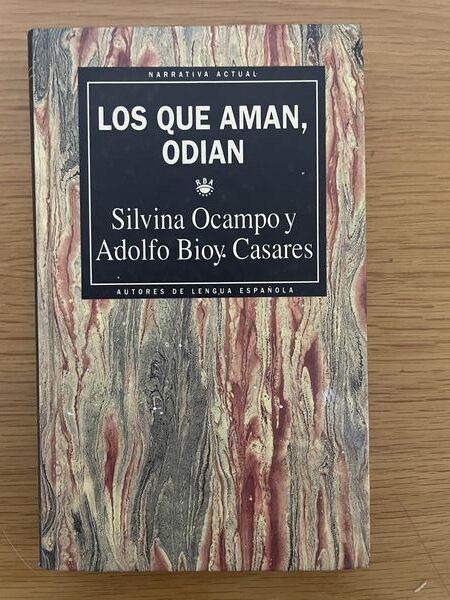 NARRATIVA ACTUAL
LOS QUE AMAN,
ODIAN
RBA
Silvina Ocampo y
Adolfo Bioy Casares
AUTORES DE LENGUA ESPAÑOLA